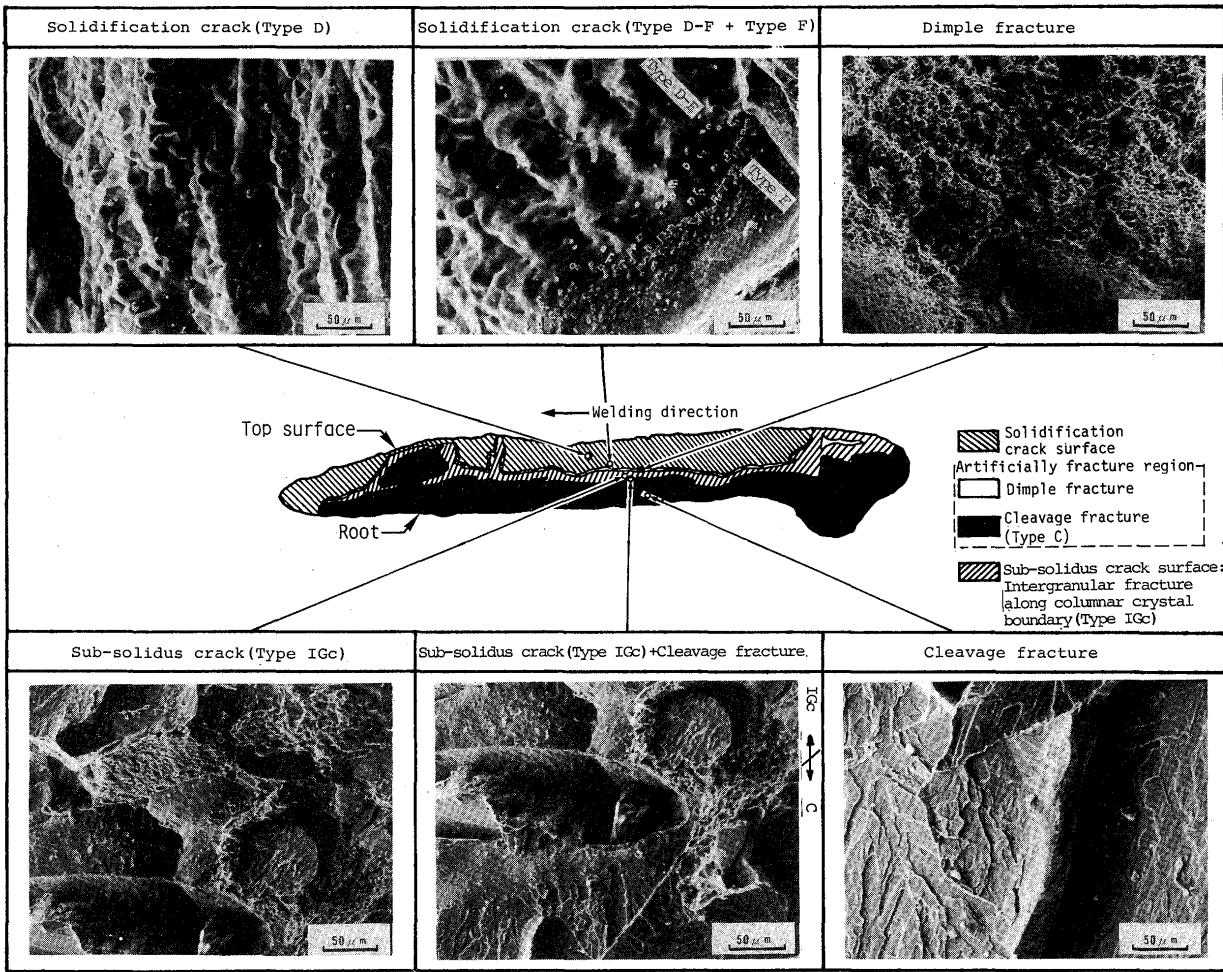 Solidification crack(Type D)
Solidification crack(Type D-F + Type F)
Dimple fracture
Type D-F
Type F
50μm
50μm
50μm
Welding direction
Top surface
Root
Solidification
crack surface
Artificially fracture region
Dimple fracture
Cleavage fracture
(Type C)
Sub-solidus crack surface:
Intergranular fracture
along columnar crystal
boundary(Type IGc)
Sub-solidus crack(Type IGc)
Sub-solidus crack(Type IGc)+Cleavage fracture.
Cleavage fracture
IGc
C
50μm
50μm
50μm